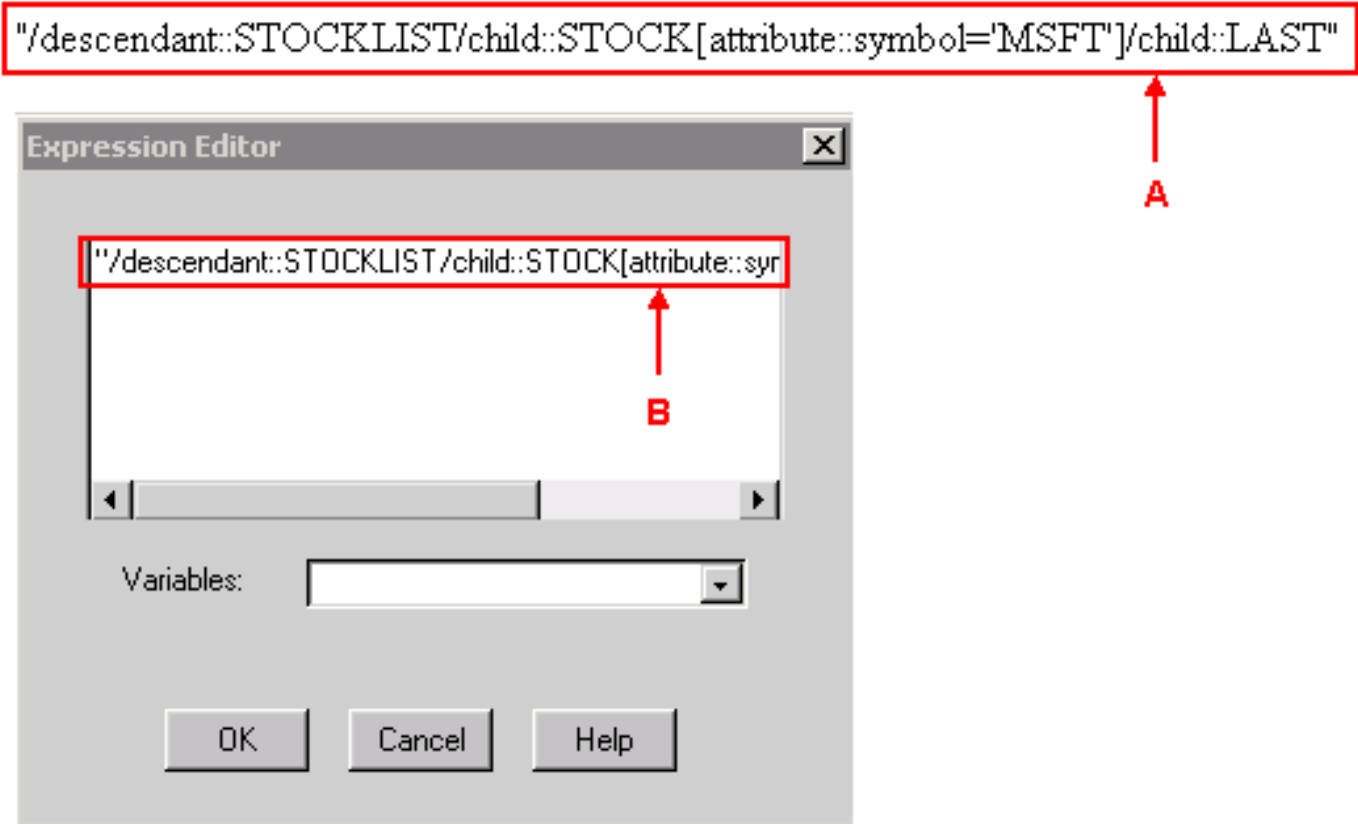 "/descendant::STOCKLIST/child::STOCK[attribute::symbol='MSFT']/child::LAST"
A
Expression Editor
"/descendant::STOCKLIST/child::STOCK[attribute::syr
B
Variables:
OK Cancel Help